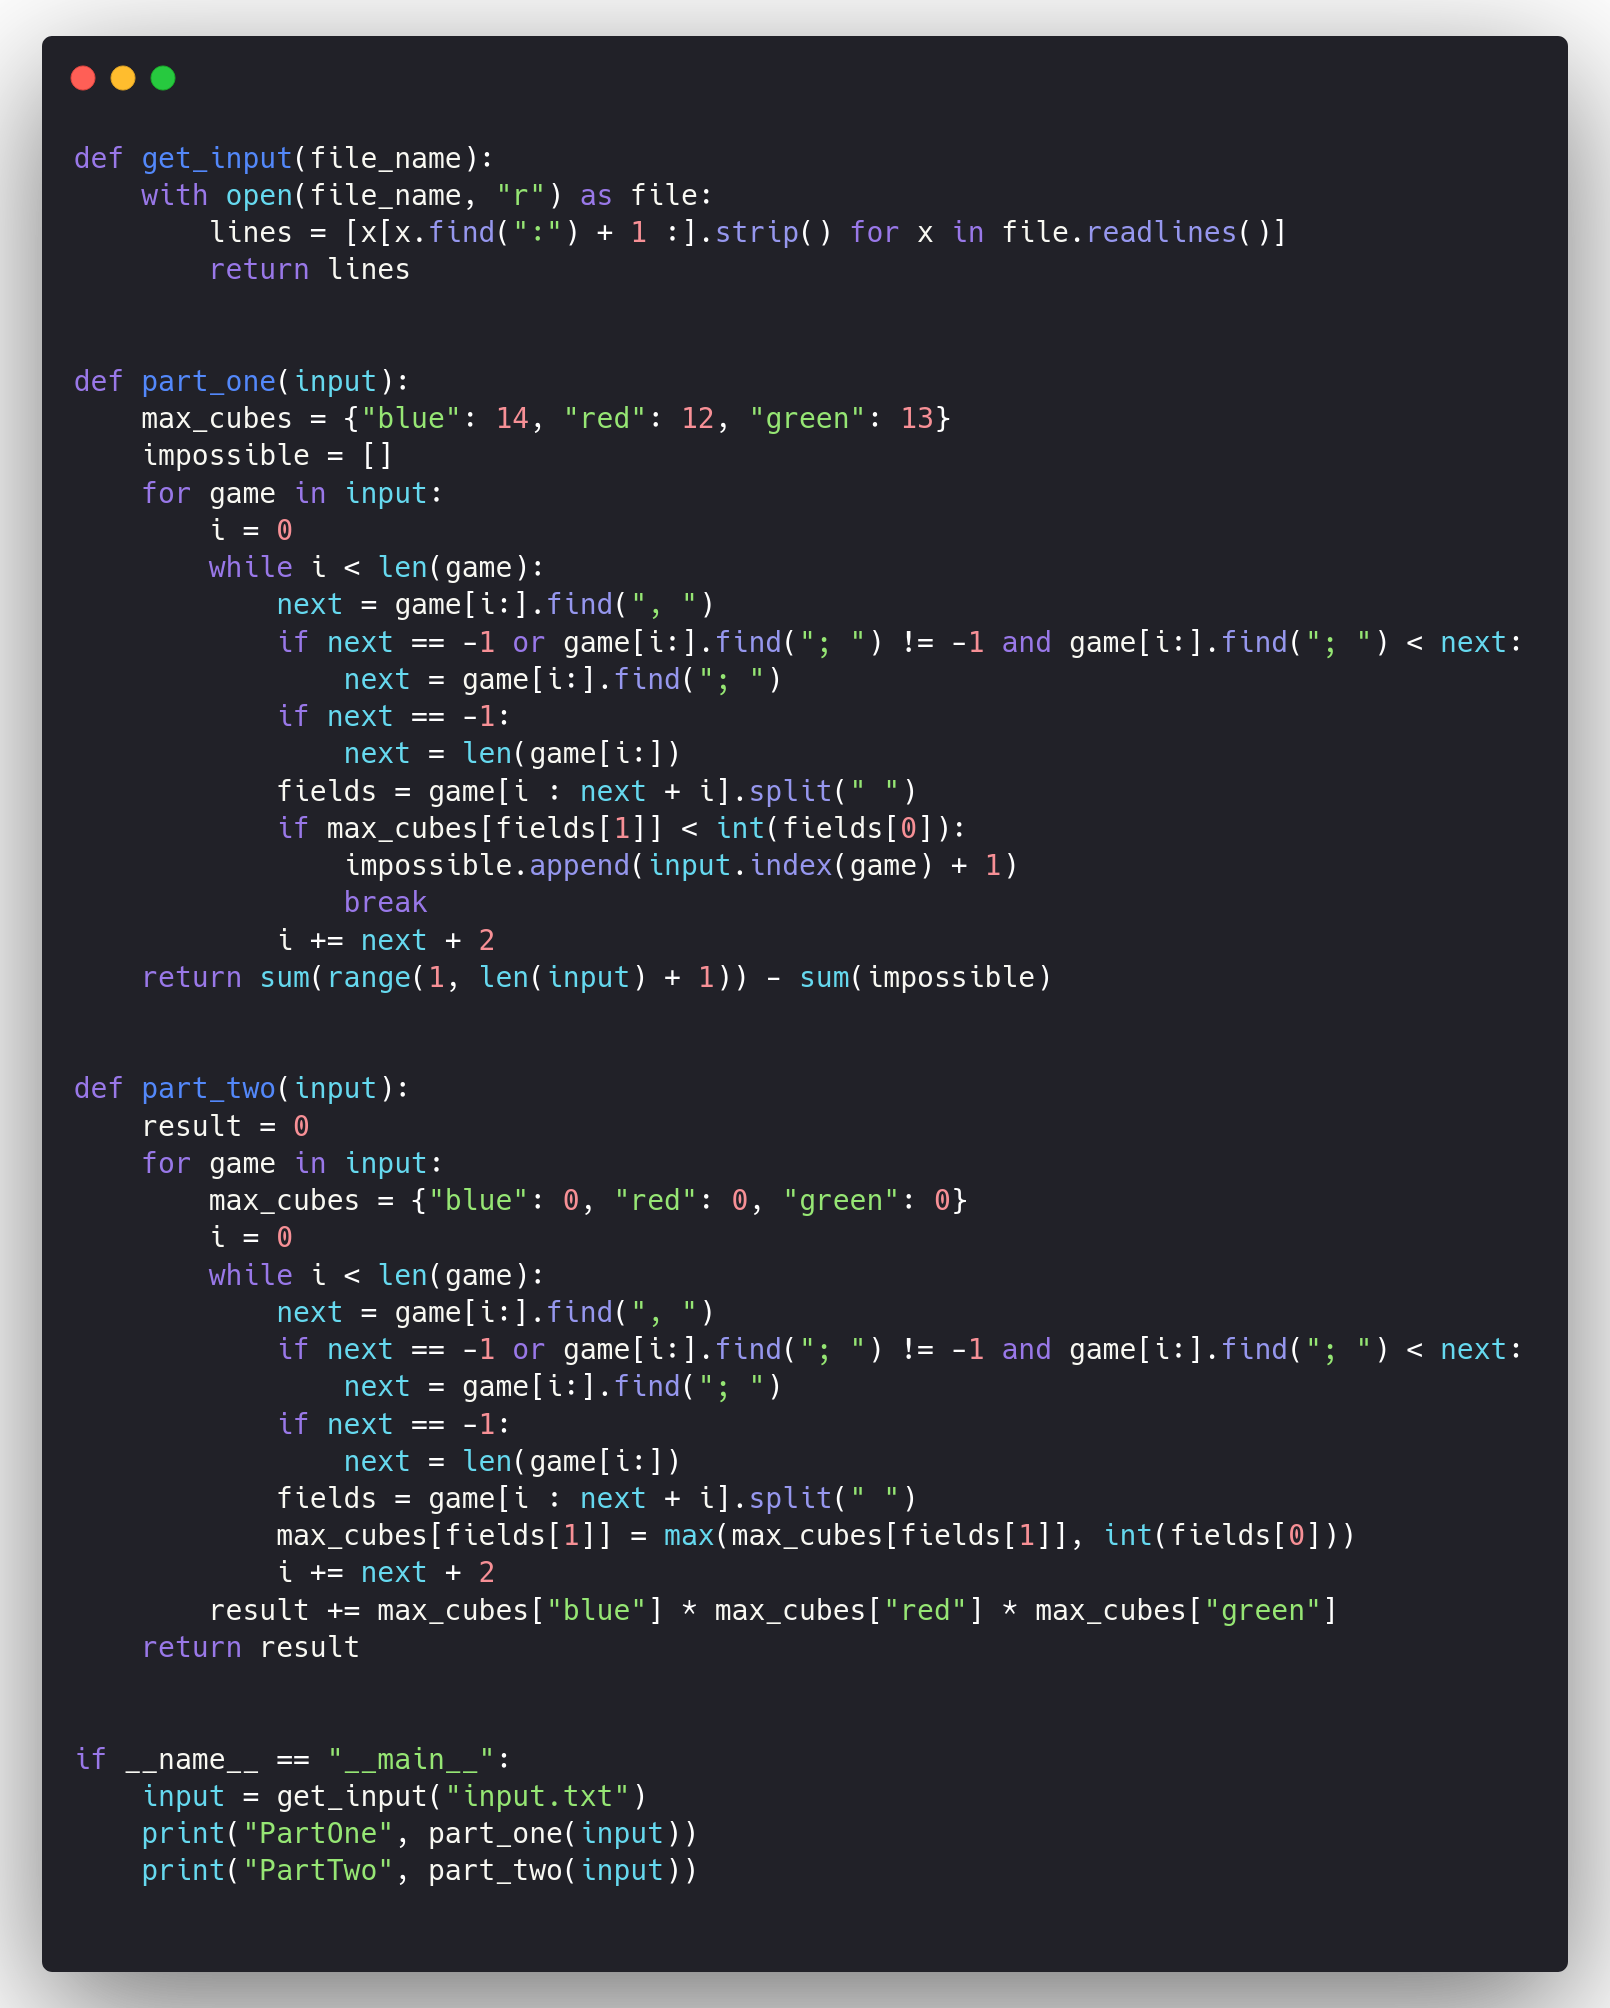 def get_input(file_name):
    with open(file_name, "r") as file:
        lines = [x[x.find(":") + 1 :].strip() for x in file.readlines()]
        return lines


def part_one(input):
    max_cubes = {"blue": 14, "red": 12, "green": 13}
    impossible = []
    for game in input:
        i = 0
        while i < len(game):
            next = game[i:].find(", ")
            if next == -1 or game[i:].find("; ") != -1 and game[i:].find("; ") < next:
                next = game[i:].find("; ")
            if next == -1:
                next = len(game[i:])
            fields = game[i : next + i].split(" ")
            if max_cubes[fields[1]] < int(fields[0]):
                impossible.append(input.index(game) + 1)
                break
            i += next + 2
    return sum(range(1, len(input) + 1)) - sum(impossible)


def part_two(input):
    result = 0
    for game in input:
        max_cubes = {"blue": 0, "red": 0, "green": 0}
        i = 0
        while i < len(game):
            next = game[i:].find(", ")
            if next == -1 or game[i:].find("; ") != -1 and game[i:].find("; ") < next:
                next = game[i:].find("; ")
            if next == -1:
                next = len(game[i:])
            fields = game[i : next + i].split(" ")
            max_cubes[fields[1]] = max(max_cubes[fields[1]], int(fields[0]))
            i += next + 2
        result += max_cubes["blue"] * max_cubes["red"] * max_cubes["green"]
    return result


if __name__ == "__main__":
    input = get_input("input.txt")
    print("PartOne", part_one(input))
    print("PartTwo", part_two(input))